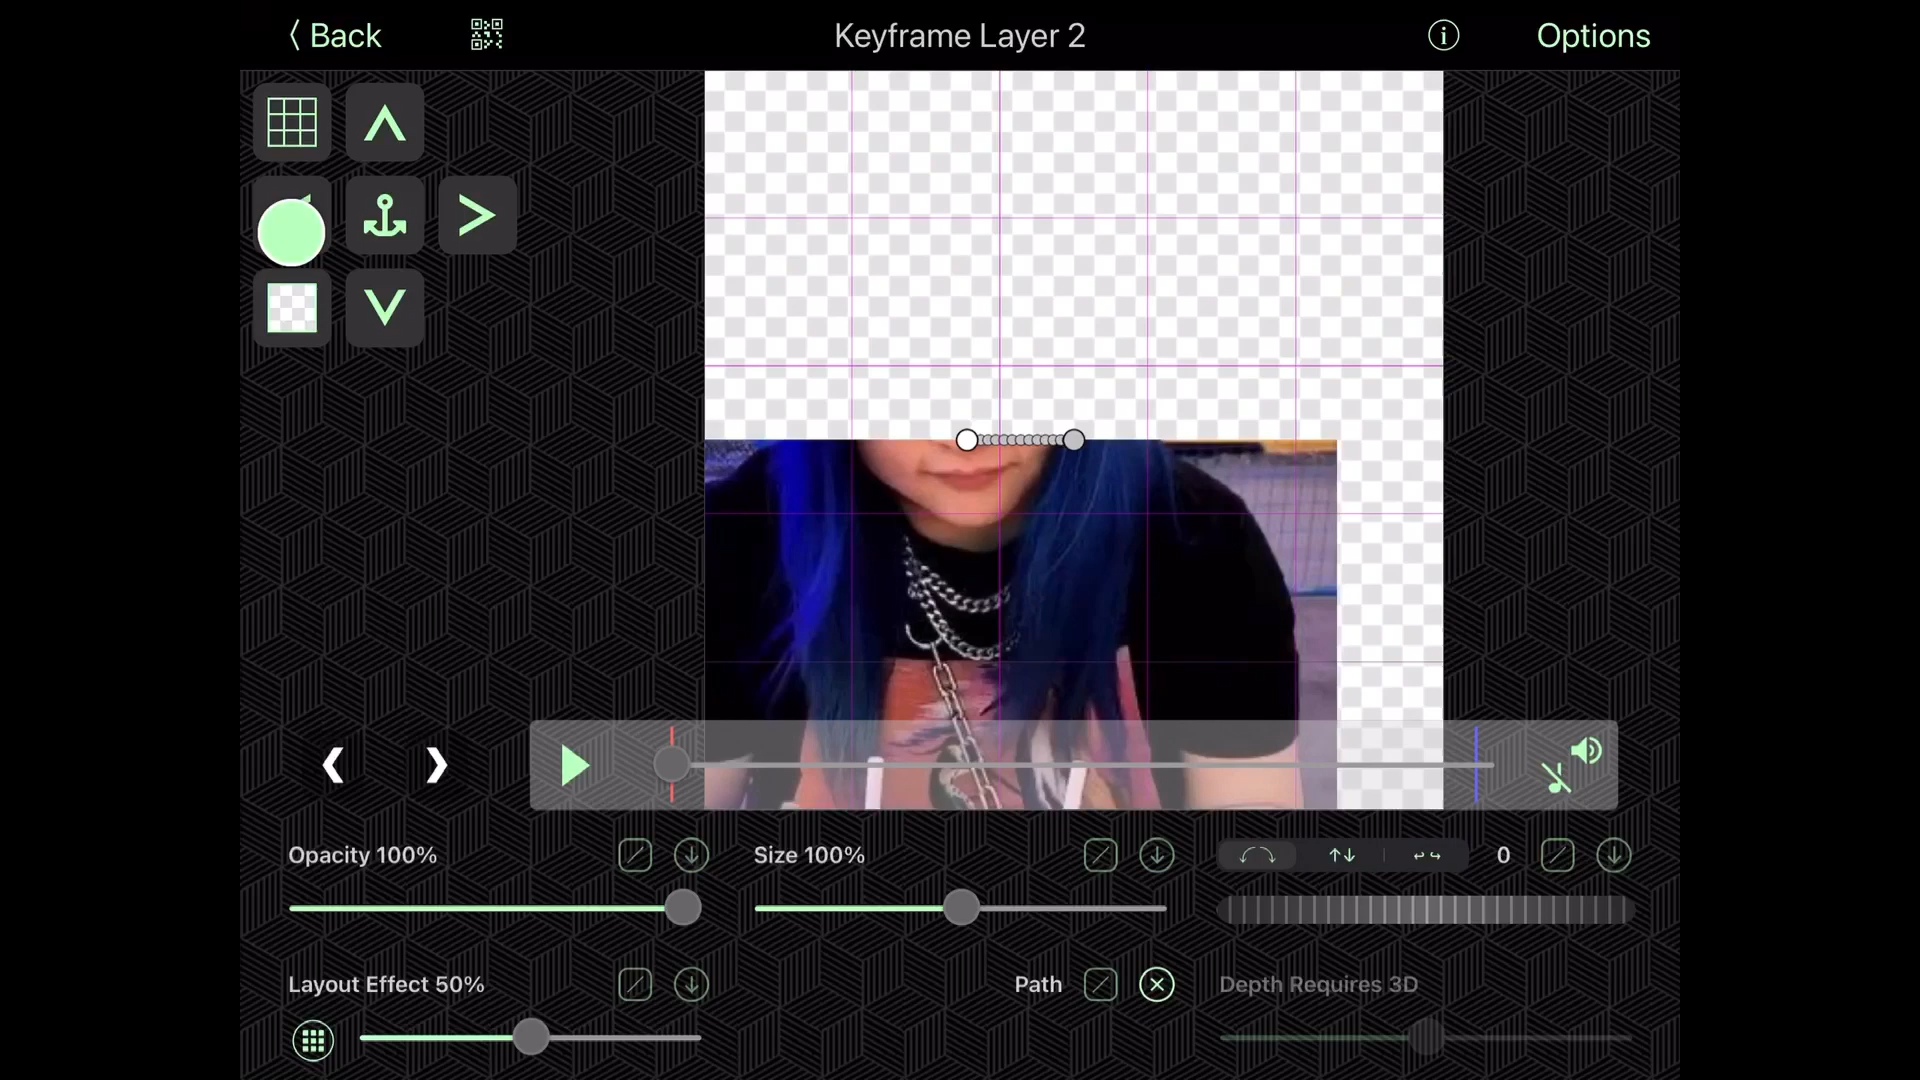 Back
Keyframe Layer 2
Options
Opacity 100%
Size 100%
0
Layout Effect 50%
Path
Depth Requires 3D